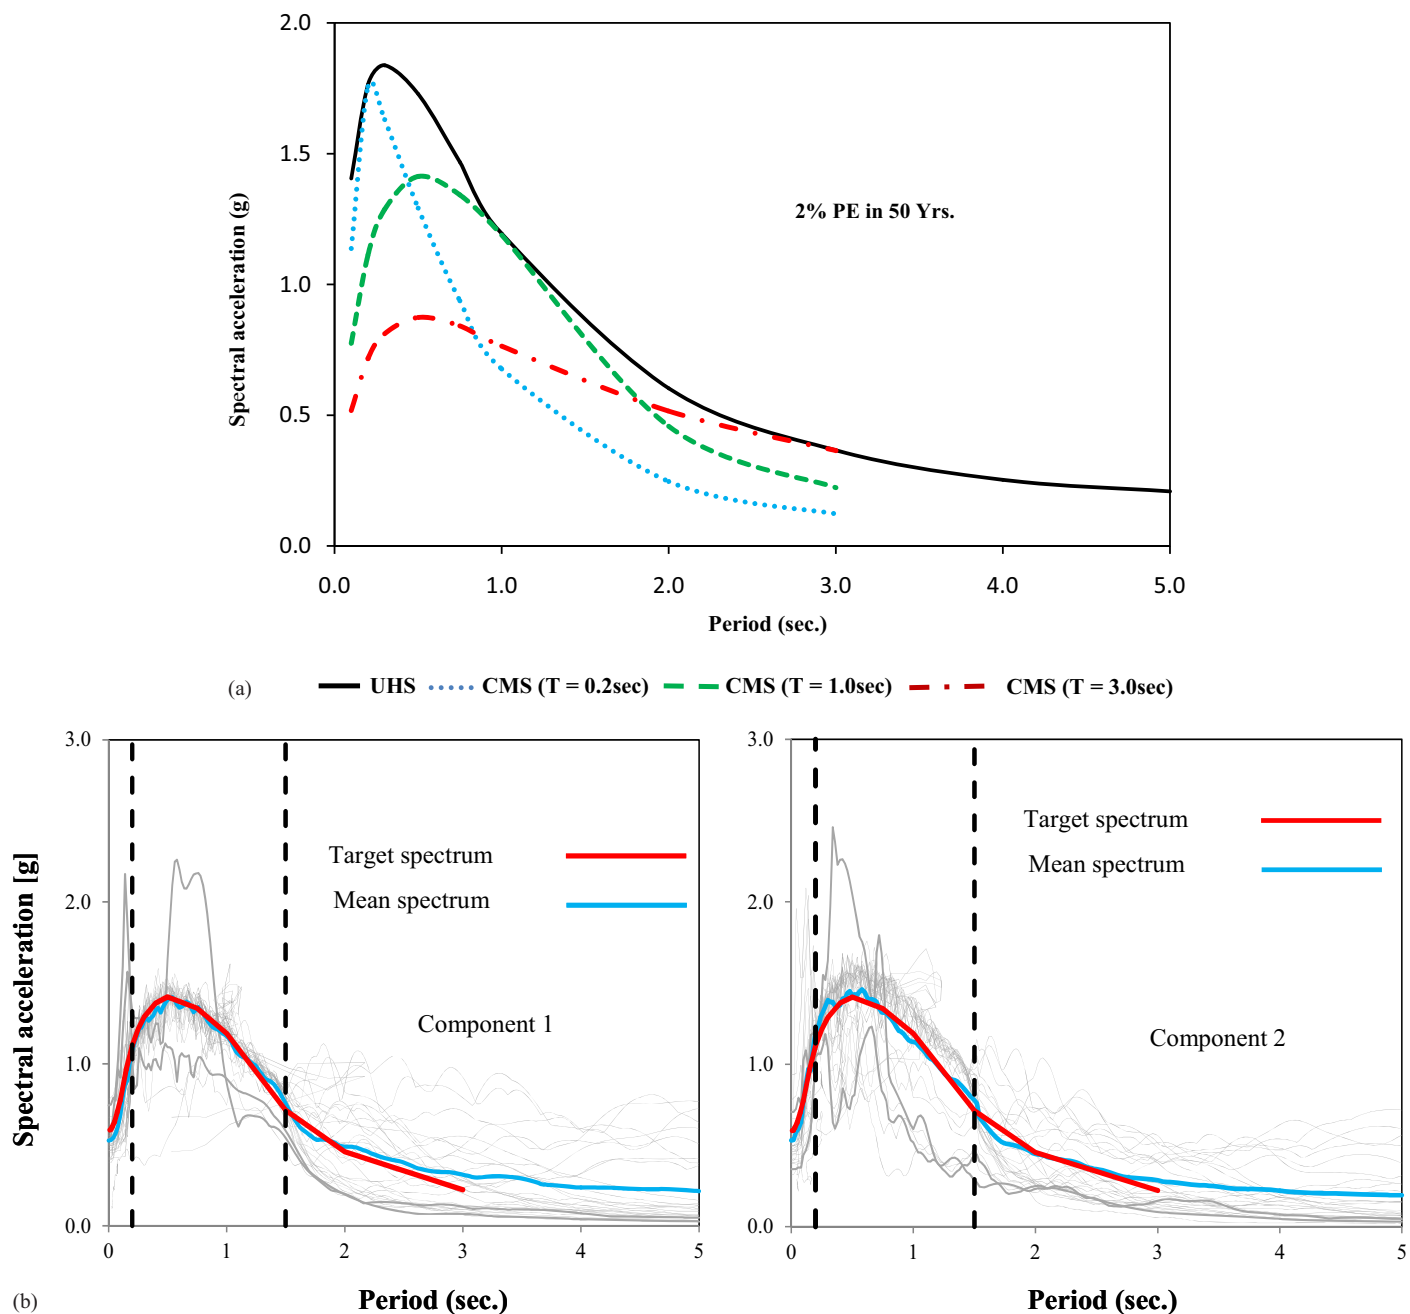 2.0
1.5
1.0
0.5
0.0
Spectral acceleration (g)
2% PE in 50 Yrs.
0.0 1.0 2.0 3.0 4.0 5.0
Period (sec.)
(a)
UHS CMS (T = 0.2sec) CMS (T = 1.0sec) CMS (T = 3.0sec)
3.0
2.0
1.0
0.0
Spectral acceleration [g]
Target spectrum
Mean spectrum
Component 1
0 1 2 3 4 5
Period (sec.)
3.0
2.0
1.0
0.0
Target spectrum
Mean spectrum
Component 2
0 1 2 3 4 5
Period (sec.)
(b)